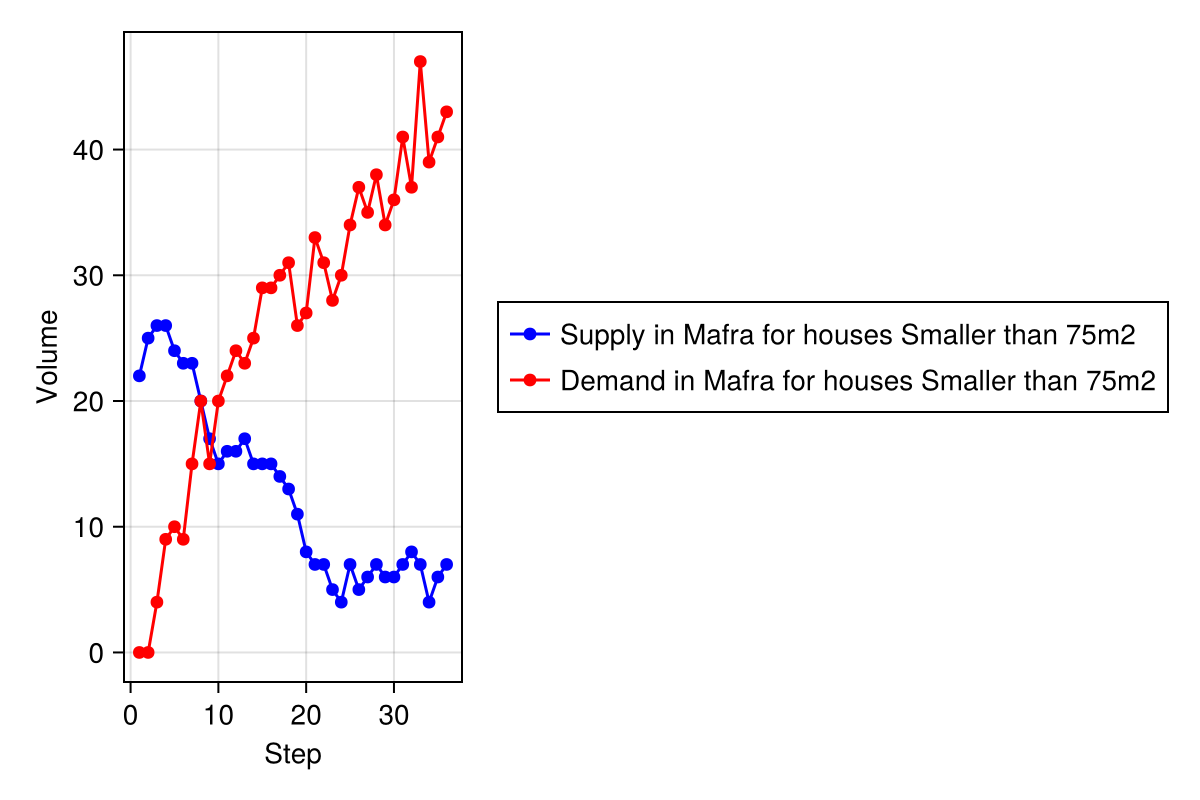 40
30
20
10
0
Volume
0 10 20 30
Step
Supply in Mafra for houses Smaller than 75m2
Demand in Mafra for houses Smaller than 75m2